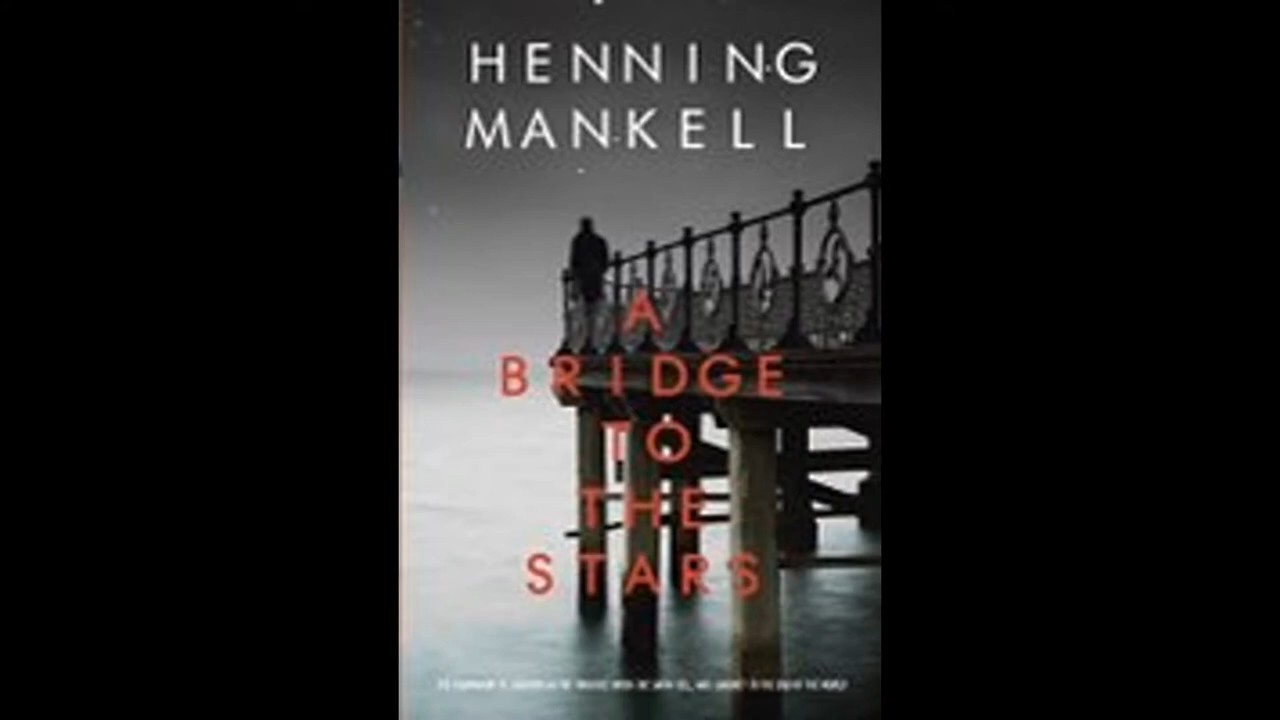 HENNING
MANKELL
A
BRIDGE
TO
THE
STARS